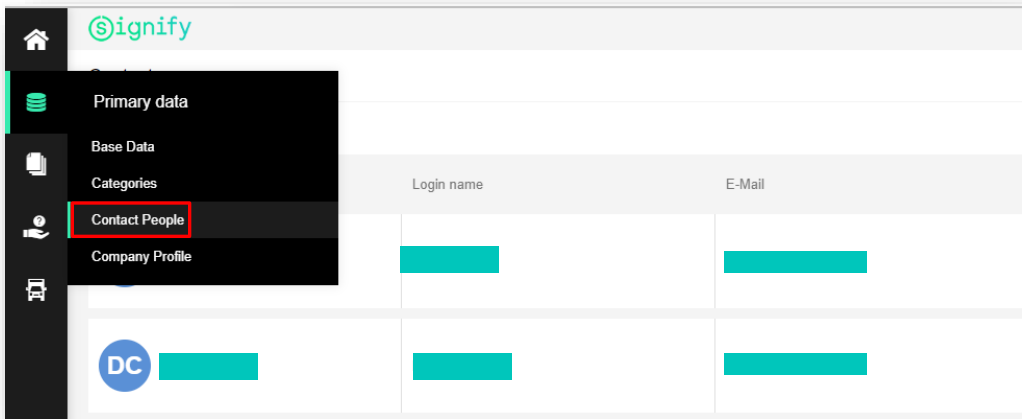 Signify
Primary data
Base Data
Categories
Contact People
Company Profile
Login name
E-Mail
DC